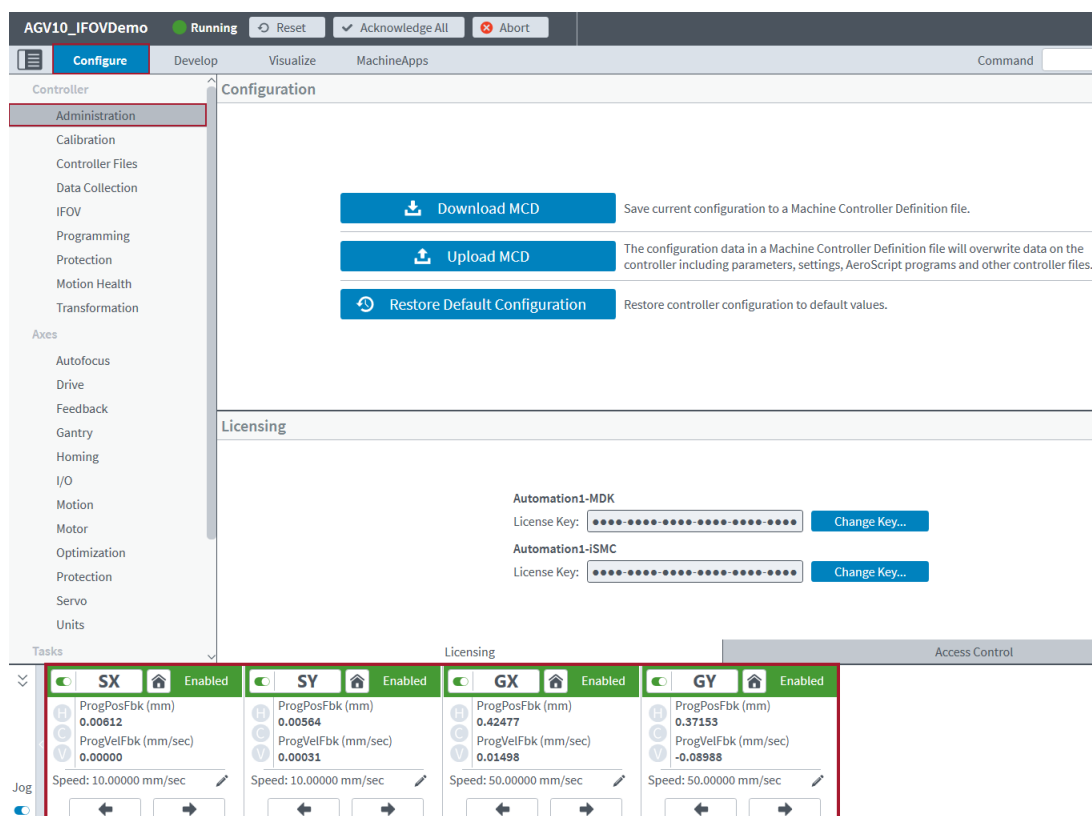 AGV10_IFOVDemo Running Reset Acknowledge All Abort
Configure Develop Visualize MachineApps Command
Controller
Administration
Calibration
Controller Files
Data Collection
IFOV
Programming
Protection
Motion Health
Transformation
Axes
Autofocus
Drive
Feedback
Gantry
Homing
I/O
Motion
Motor
Optimization
Protection
Servo
Units
Tasks
Configuration
Download MCD Save current configuration to a Machine Controller Definition file.
Upload MCD The configuration data in a Machine Controller Definition file will overwrite data on the
controller including parameters, settings, AeroScript programs and other controller files.
Restore Default Configuration Restore controller configuration to default values.
Licensing
Automation1-MDK
License Key: ●●●●-●●●●-●●●●-●●●●-●●●●-●●●● Change Key...
Automation1-iSMC
License Key: ●●●●-●●●●-●●●●-●●●●-●●●●-●●●● Change Key...
Licensing Access Control
SX Enabled SY Enabled GX Enabled GY Enabled
H ProgPosFbk (mm) H ProgPosFbk (mm) H ProgPosFbk (mm) H ProgPosFbk (mm)
0.00612 0.00564 0.42477 0.37153
C ProgVelFbk (mm/sec) C ProgVelFbk (mm/sec) C ProgVelFbk (mm/sec) C ProgVelFbk (mm/sec)
V 0.00000 V 0.00031 V 0.01498 V -0.08988
Jog Speed: 10.00000 mm/sec Speed: 10.00000 mm/sec Speed: 50.00000 mm/sec Speed: 50.00000 mm/sec